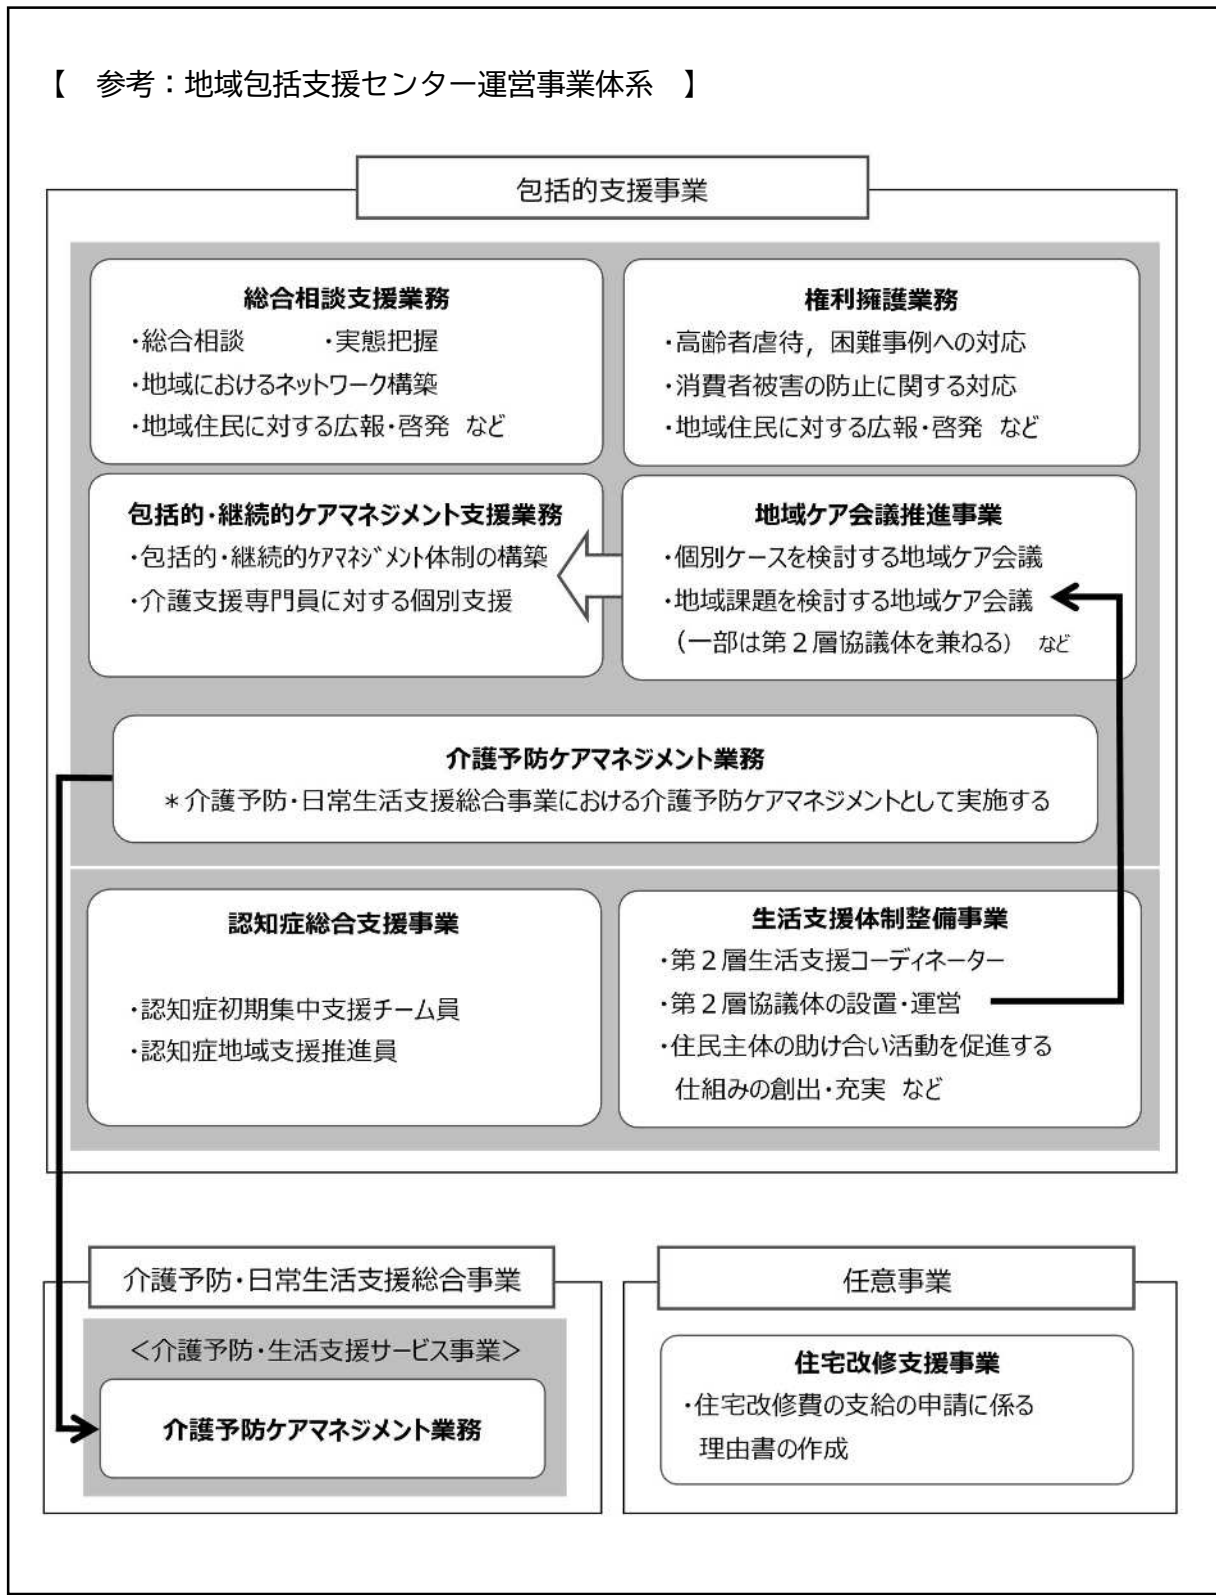 【　参考：地域包括支援センター運営事業体系　】
包括的支援事業
総合相談支援業務
・総合相談　　　・実態把握
・地域におけるネットワーク構築
・地域住民に対する広報・啓発 など
権利擁護業務
・高齢者虐待，困難事例への対応
・消費者被害の防止に関する対応
・地域住民に対する広報・啓発 など
包括的・継続的ケアマネジメント支援業務
・包括的・継続的ｹｱﾏﾈｼﾞﾒﾝﾄ体制の構築
・介護支援専門員に対する個別支援
地域ケア会議推進事業
・個別ケースを検討する地域ケア会議
・地域課題を検討する地域ケア会議
（一部は第２層協議体を兼ねる） など
介護予防ケアマネジメント業務
＊介護予防・日常生活支援総合事業における介護予防ケアマネジメントとして実施する
認知症総合支援事業
・認知症初期集中支援チーム員
・認知症地域支援推進員
生活支援体制整備事業
・第２層生活支援コーディネーター
・第２層協議体の設置・運営
・住民主体の助け合い活動を促進する
仕組みの創出・充実 など
介護予防・日常生活支援総合事業
＜介護予防・生活支援サービス事業＞
介護予防ケアマネジメント業務
任意事業
住宅改修支援事業
・住宅改修費の支給の申請に係る
理由書の作成